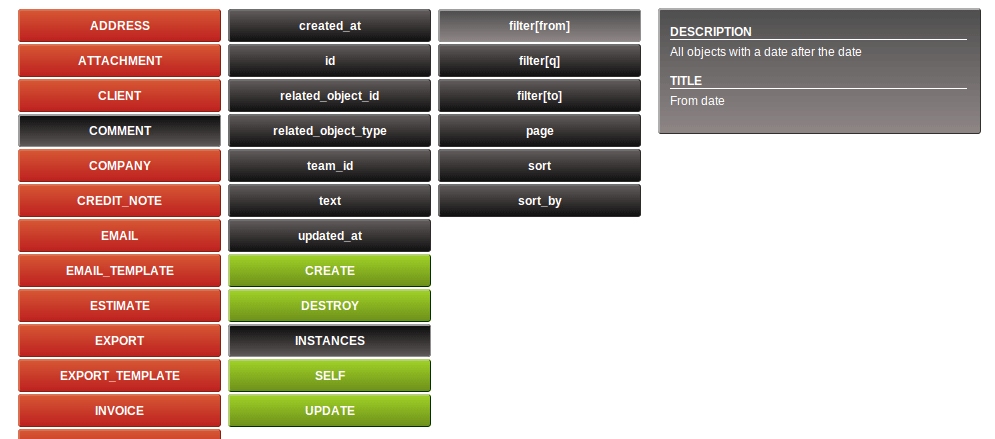 ADDRESS
ATTACHMENT
CLIENT
COMMENT
COMPANY
CREDIT_NOTE
EMAIL
EMAIL_TEMPLATE
ESTIMATE
EXPORT
EXPORT_TEMPLATE
INVOICE
created_at
id
related_object_id
related_object_type
team_id
text
updated_at
CREATE
DESTROY
INSTANCES
SELF
UPDATE
filter[from]
filter[q]
filter[to]
page
sort
sort_by
DESCRIPTION
All objects with a date after the date
TITLE
From date